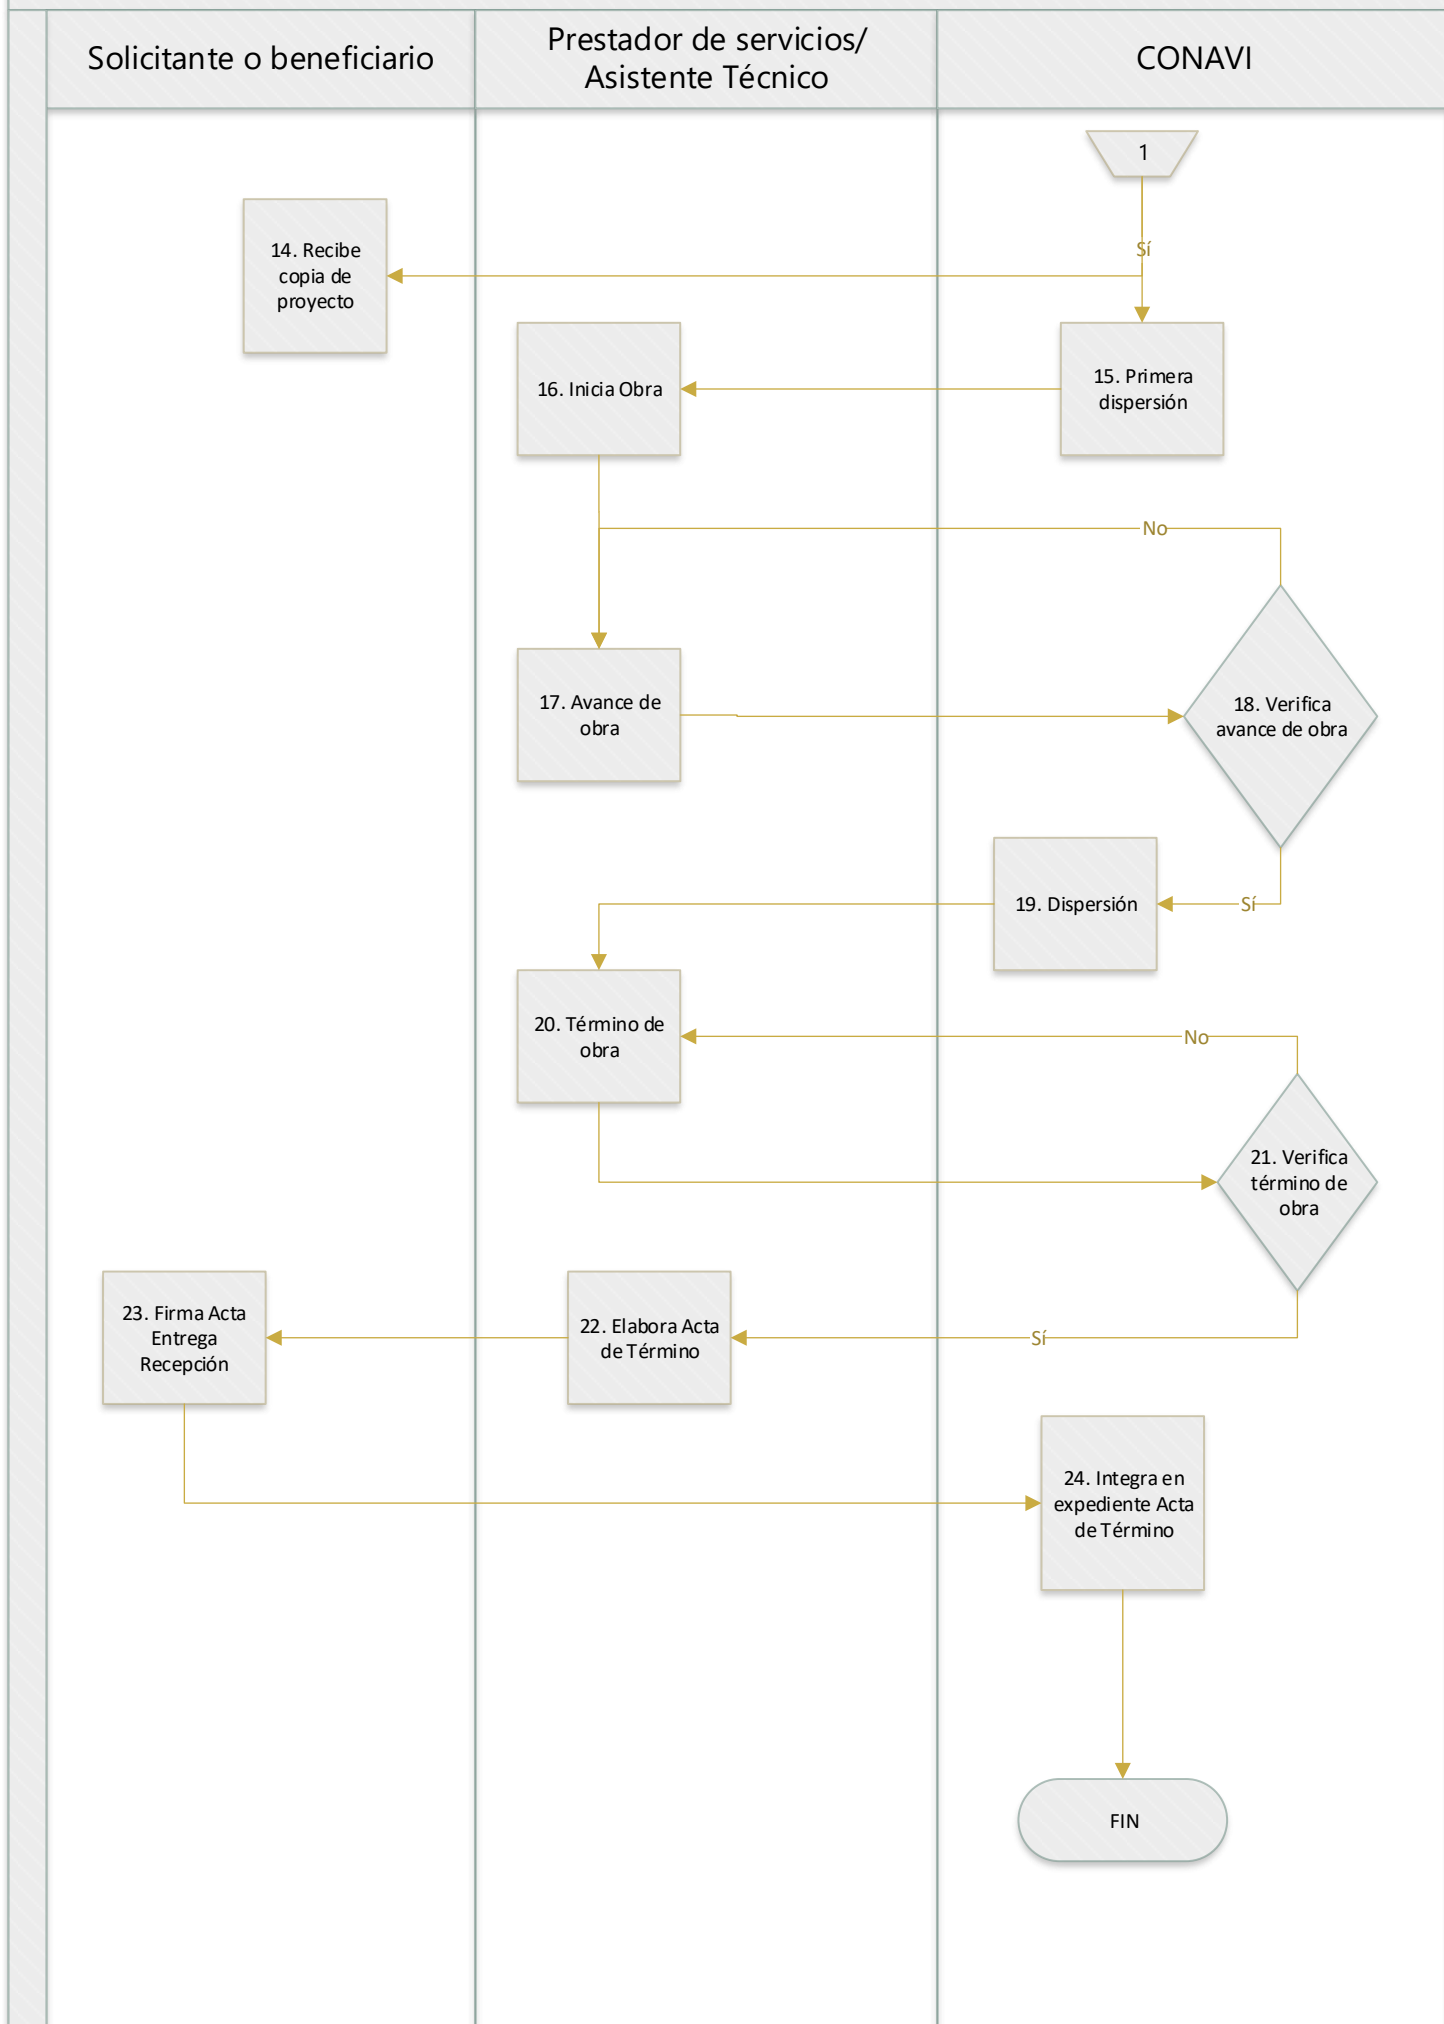 Solicitante o beneficiario
Prestador de servicios/
Asistente Técnico
CONAVI
1
Sí
14. Recibe
copia de
proyecto
15. Primera
dispersión
16. Inicia Obra
No
17. Avance de
obra
18. Verifica
avance de obra
19. Dispersión
Sí
20. Término de
obra
No
21. Verifica
término de
obra
23. Firma Acta
Entrega
Recepción
22. Elabora Acta
de Término
Sí
24. Integra en
expediente Acta
de Término
FIN